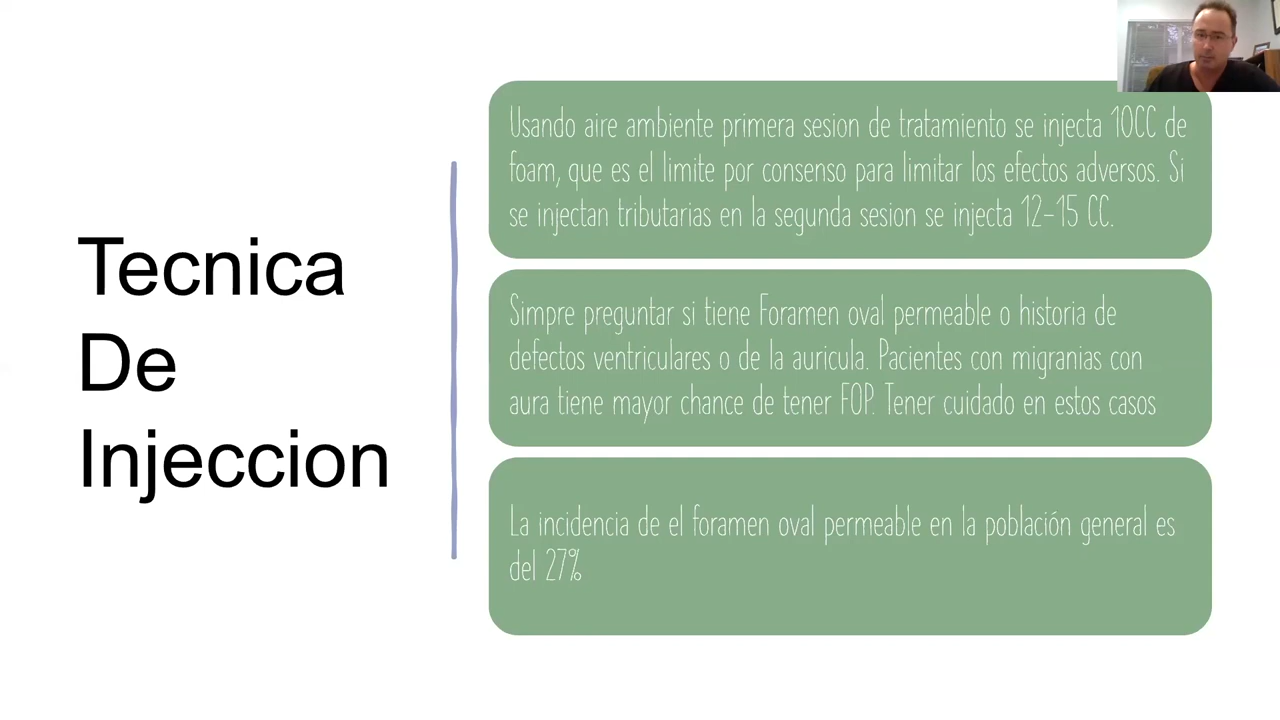 Tecnica
De
Injeccion
Usando aire ambiente primera sesion de tratamiento se injecta 10CC de
foam, que es el limite por consenso para limitar los efectos adversos. Si
se injectan tributarias en la segunda sesion se injecta 12-15 CC.
Simpre preguntar si tiene Foramen oval permeable o historia de
defectos ventriculares o de la auricula. Pacientes con migranias con
aura tiene mayor chance de tener FOP. Tener cuidado en estos casos
La incidencia de el foramen oval permeable en la población general es
del 27%